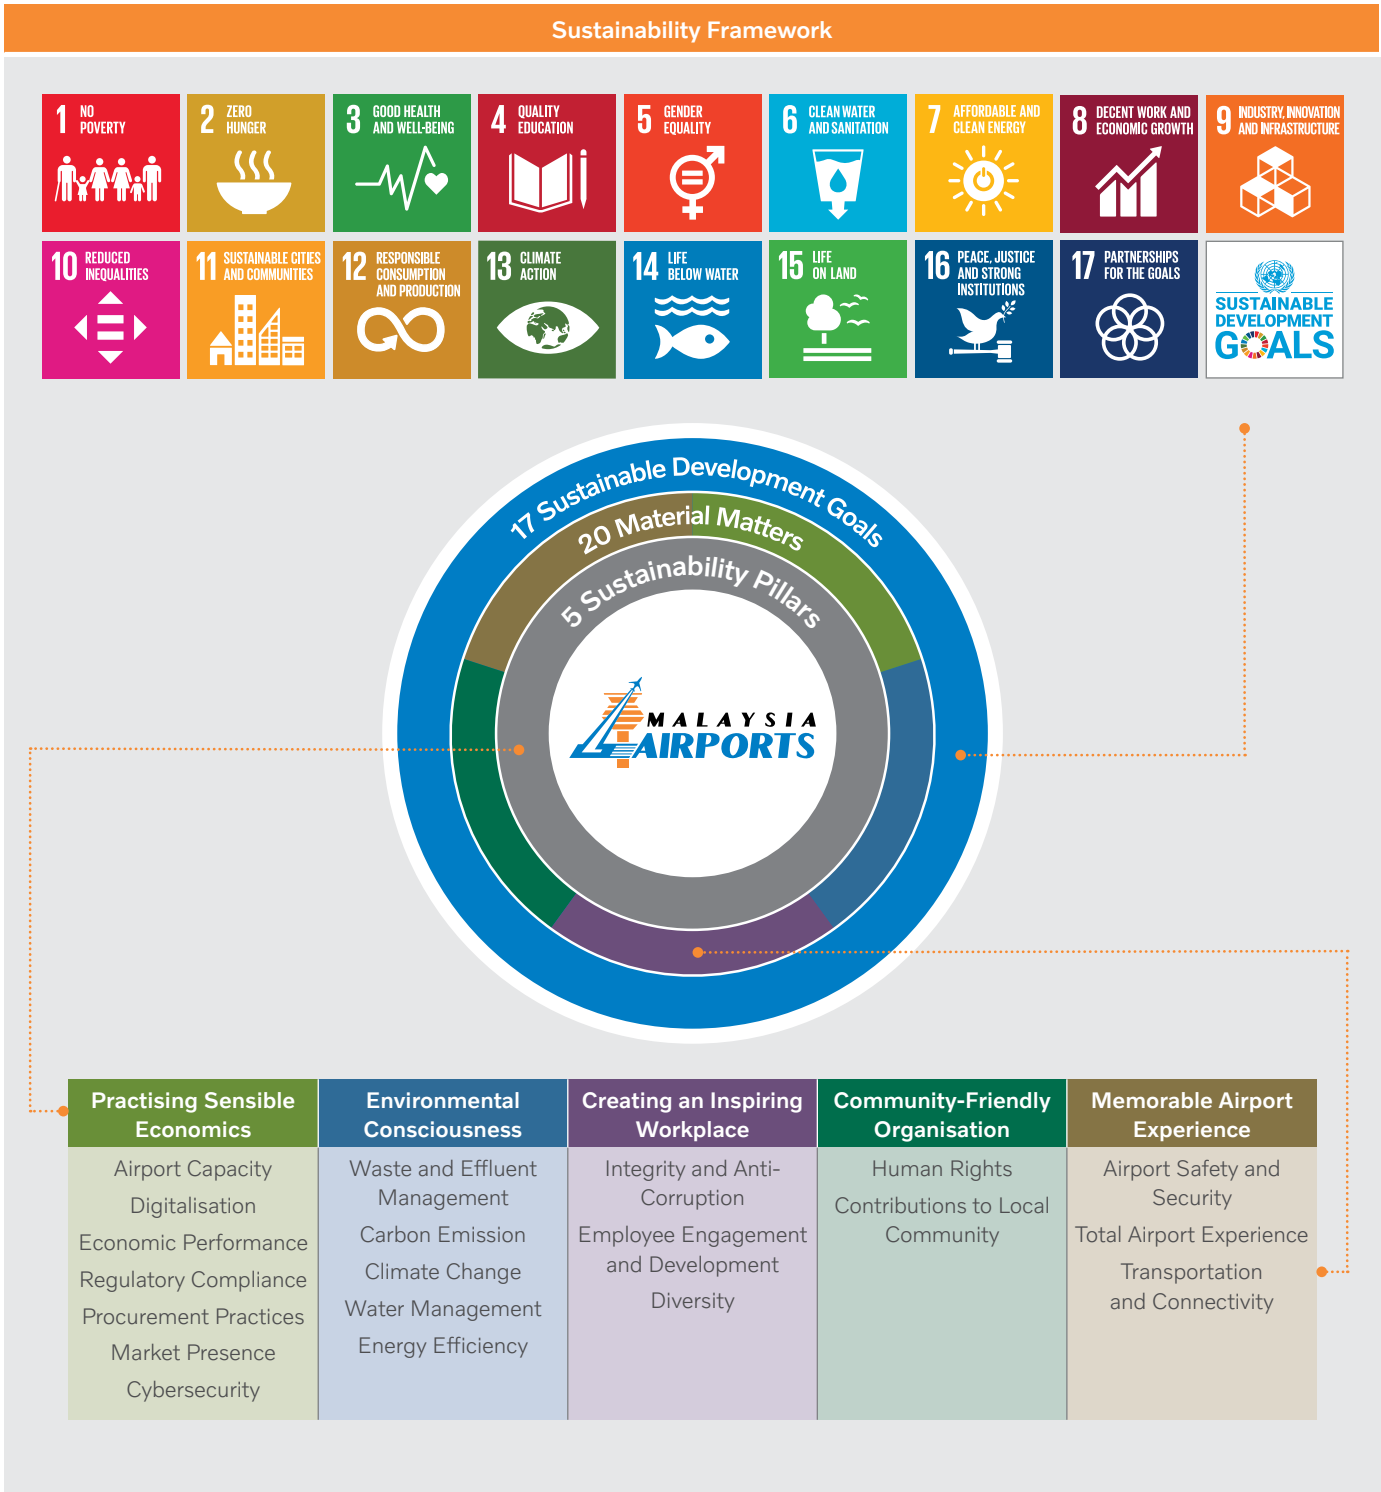 Sustainability Framework
1 NO
POVERTY
2 ZERO
HUNGER
3 GOOD HEALTH
AND WELL-BEING
4 QUALITY
EDUCATION
5 GENDER
EQUALITY
6 CLEAN WATER
AND SANITATION
7 AFFORDABLE AND
CLEAN ENERGY
8 DECENT WORK AND
ECONOMIC GROWTH
9 INDUSTRY, INNOVATION
AND INFRASTRUCTURE
10 REDUCED
INEQUALITIES
11 SUSTAINABLE CITIES
AND COMMUNITIES
12 RESPONSIBLE
CONSUMPTION
AND PRODUCTION
13 CLIMATE
ACTION
14 LIFE
BELOW WATER
15 LIFE
ON LAND
16 PEACE, JUSTICE
AND STRONG
INSTITUTIONS
17 PARTNERSHIPS
FOR THE GOALS
SUSTAINABLE
DEVELOPMENT
GOALS
17 Sustainable Development Goals
20 Material Matters
5 Sustainability Pillars
MALAYSIA
AIRPORTS
Practising Sensible
Economics
Airport Capacity
Digitalisation
Economic Performance
Regulatory Compliance
Procurement Practices
Market Presence
Cybersecurity
Environmental
Consciousness
Waste and Effluent
Management
Carbon Emission
Climate Change
Water Management
Energy Efficiency
Creating an Inspiring
Workplace
Integrity and Anti-
Corruption
Employee Engagement
and Development
Diversity
Community-Friendly
Organisation
Human Rights
Contributions to Local
Community
Memorable Airport
Experience
Airport Safety and
Security
Total Airport Experience
Transportation
and Connectivity